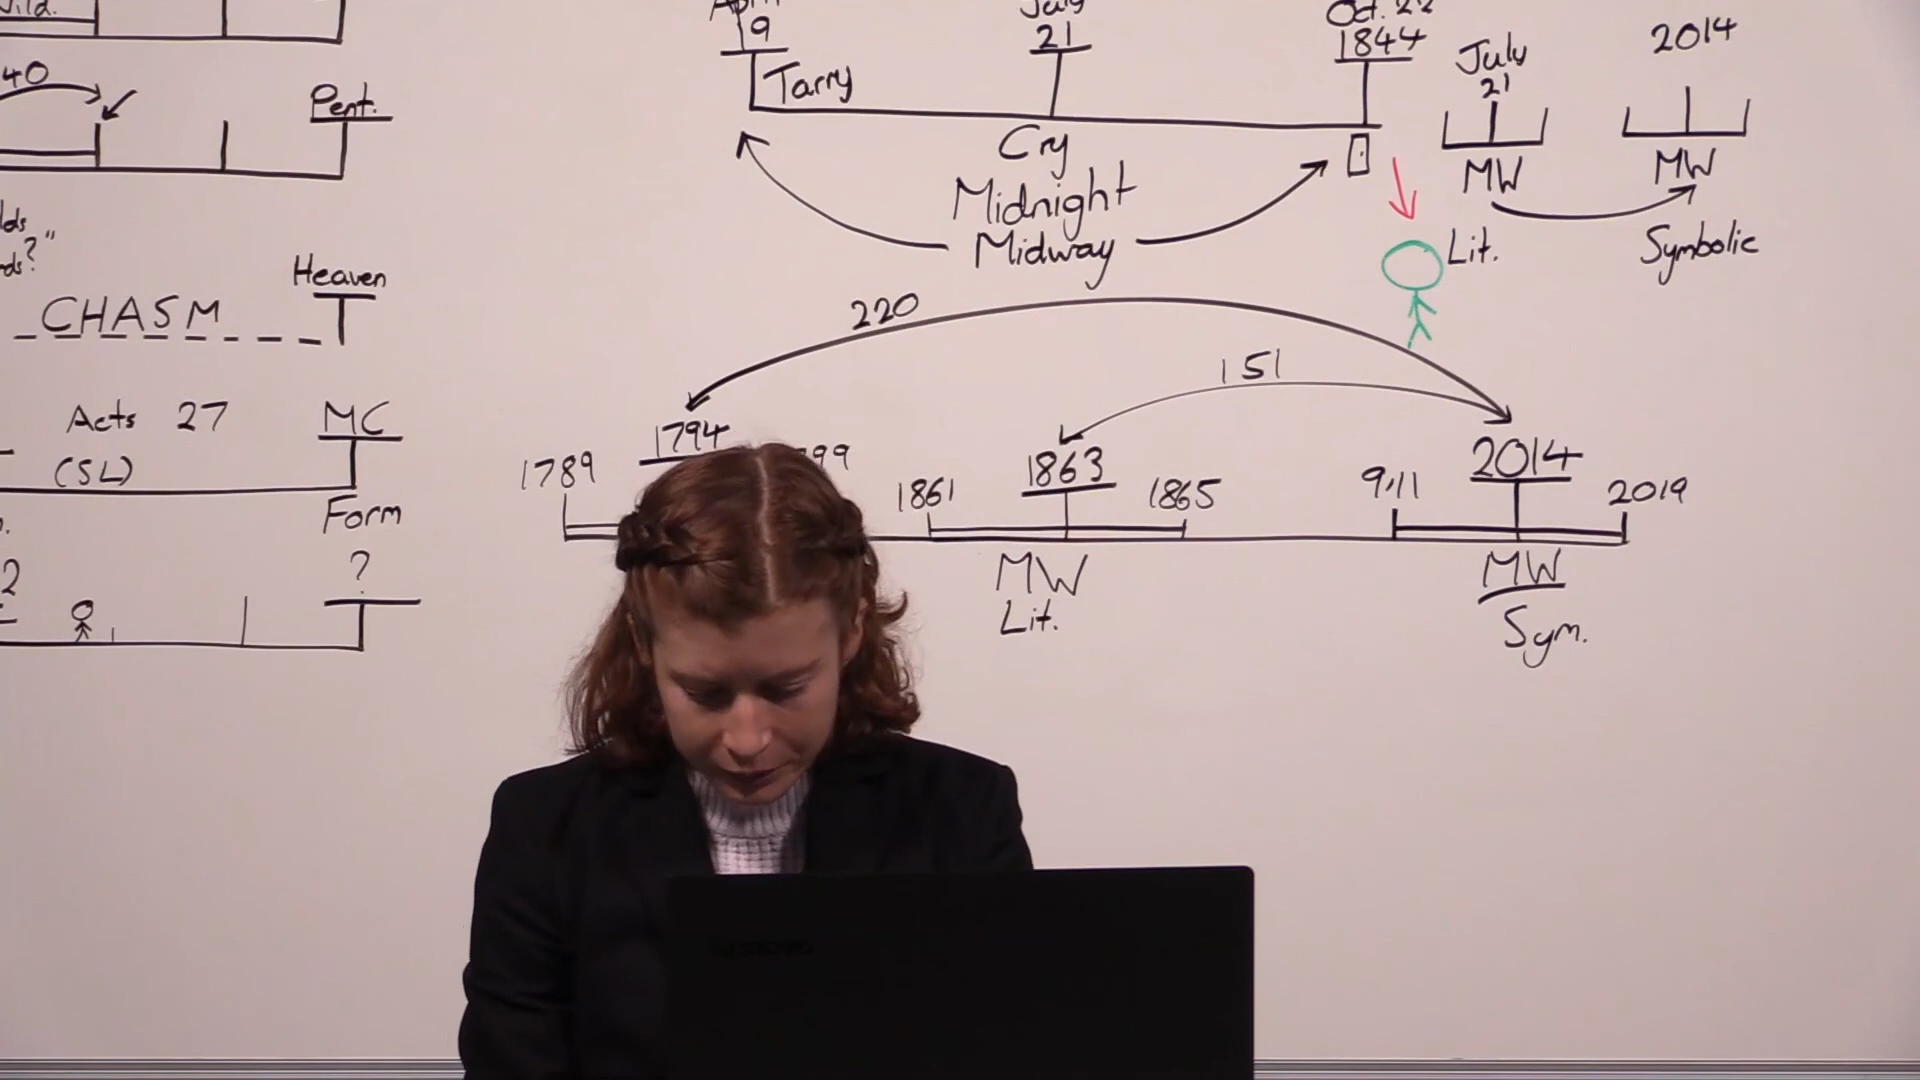 40
Pent.
Heaven
CHASM
Acts 27 MC
(SL)
Form
?
2
19 21 Oct. 22
1844
Tarry
Cry
Midnight
Midway
July
21
MW
Lit.
2014
MW
Symbolic
220
151
1789 1794 1861 1863 1865 9/11 2014 2019
MW
Lit.
MW
Sym.